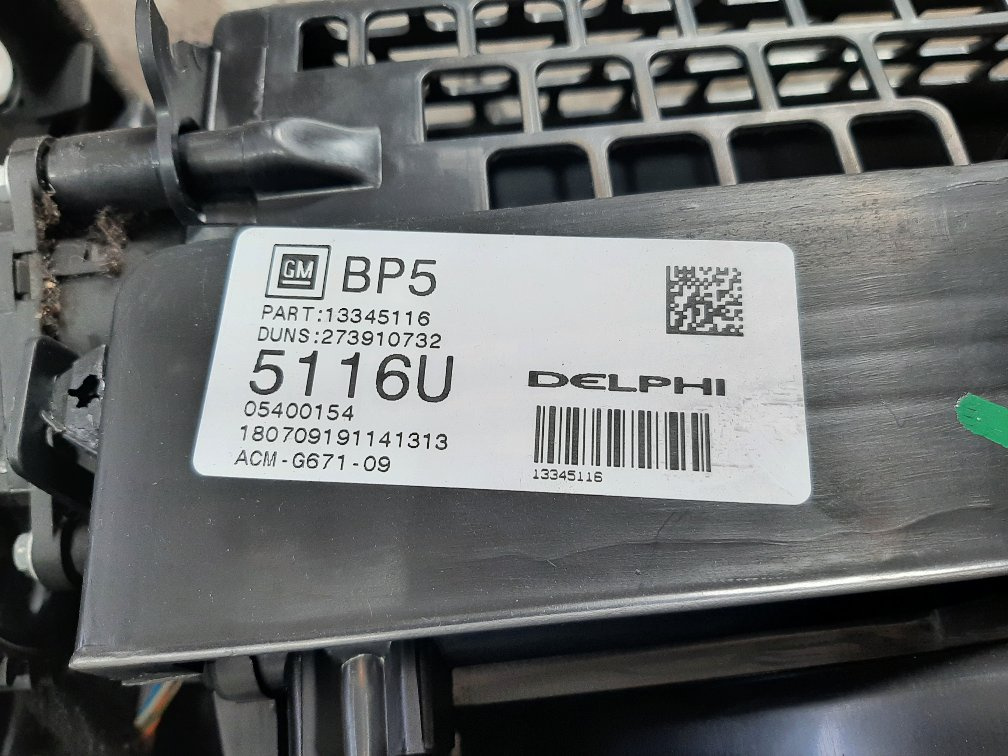 GM BP5
PART:13345116
DUNS:273910732
5116U
05400154
180709191141313
ACM-G671-09
DELPHI
13345116